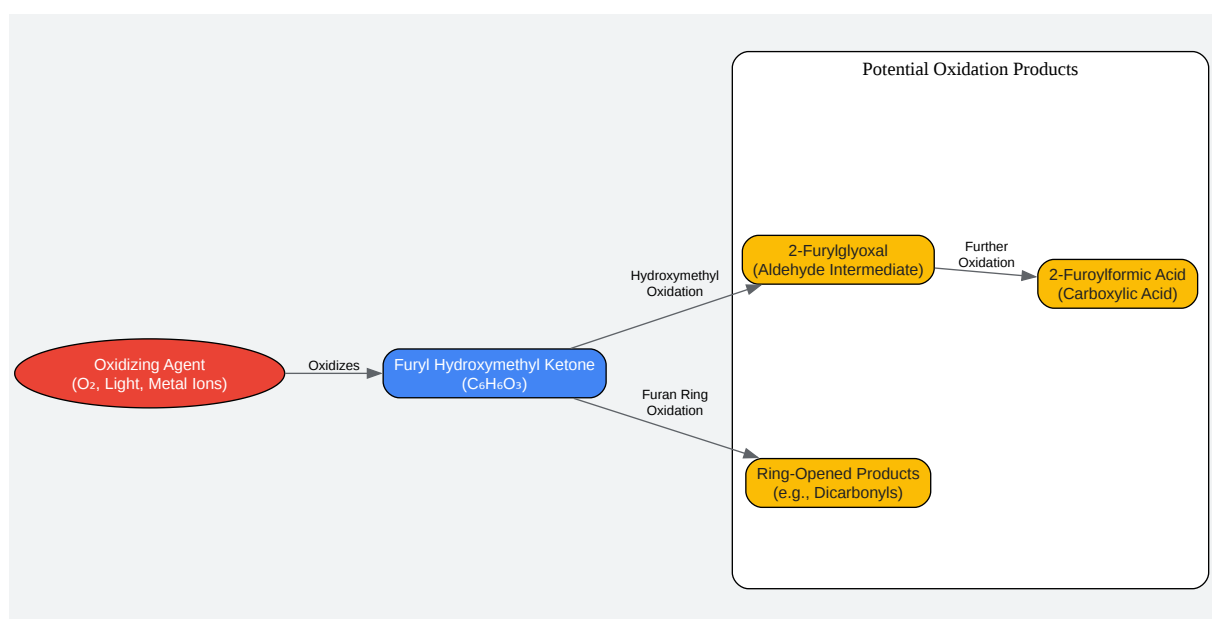 Potential Oxidation Products
Oxidizing Agent
(O₂, Light, Metal Ions)
Oxidizes
Furyl Hydroxymethyl Ketone
(C₆H₆O₃)
Hydroxymethyl
Oxidation
2-Furylglyoxal
(Aldehyde Intermediate)
Further
Oxidation
2-Furoylformic Acid
(Carboxylic Acid)
Furan Ring
Oxidation
Ring-Opened Products
(e.g., Dicarbonyls)